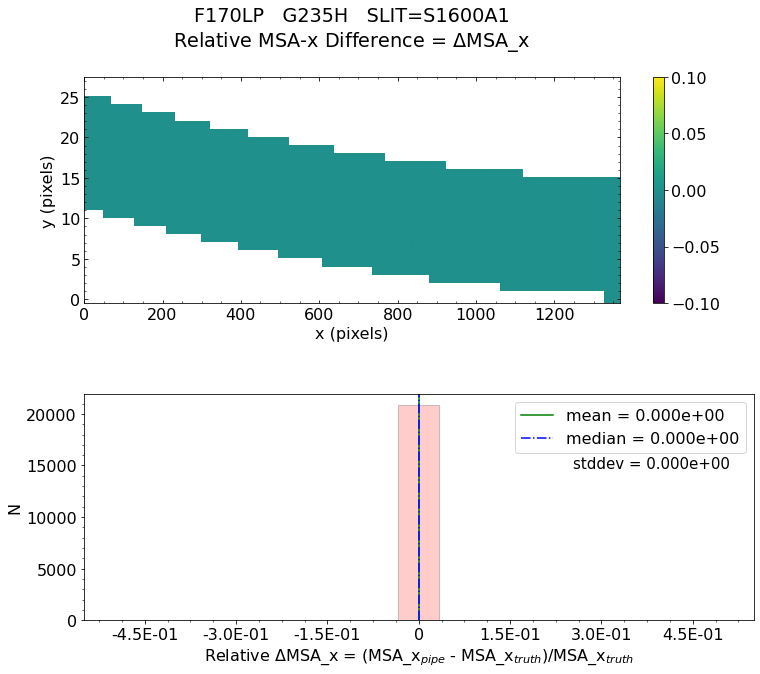 F170LP G235H SLIT=S1600A1
Relative MSA-x Difference = ΔMSA_x
25
20
15
10
5
0
y (pixels)
0 200 400 600 800 1000 1200
x (pixels)
0.10
0.05
0.00
−0.05
−0.10
20000
15000
10000
5000
0
N
mean = 0.000e+00
median = 0.000e+00
stddev = 0.000e+00
-4.5E-01 -3.0E-01 -1.5E-01 0 1.5E-01 3.0E-01 4.5E-01
Relative ΔMSA_x = (MSA_x_pipe - MSA_x_truth)/MSA_x_truth